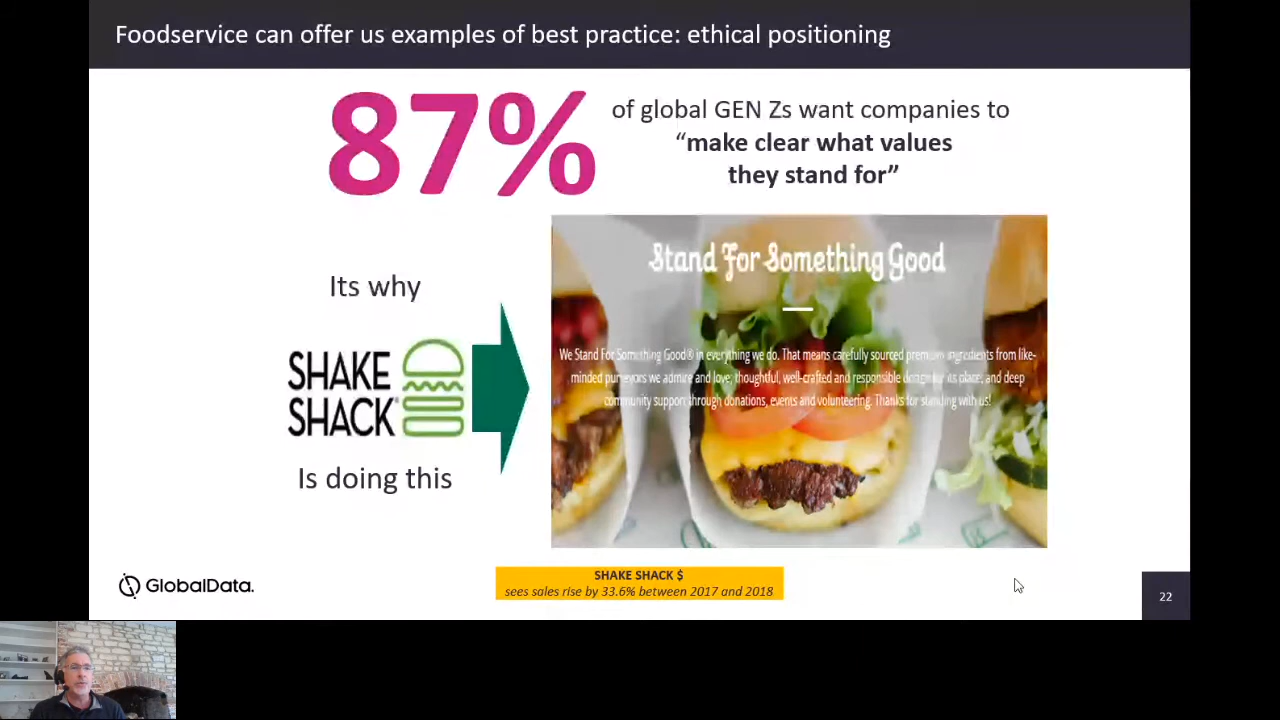 Foodservice can offer us examples of best practice: ethical positioning
87%
of global GEN Zs want companies to
“make clear what values
they stand for”
Its why
SHAKE
SHACK
Is doing this
Stand For Something Good
We Stand For Something Good® in everything we do. That means carefully sourced premium ingredients from like-
minded purveyors we admire and love; thoughtful, well-crafted and responsible design for its place; and deep
community support through donations, events and volunteering. Thanks for standing with us!
SHAKE SHACK $
sees sales rise by 33.6% between 2017 and 2018
GlobalData.
22